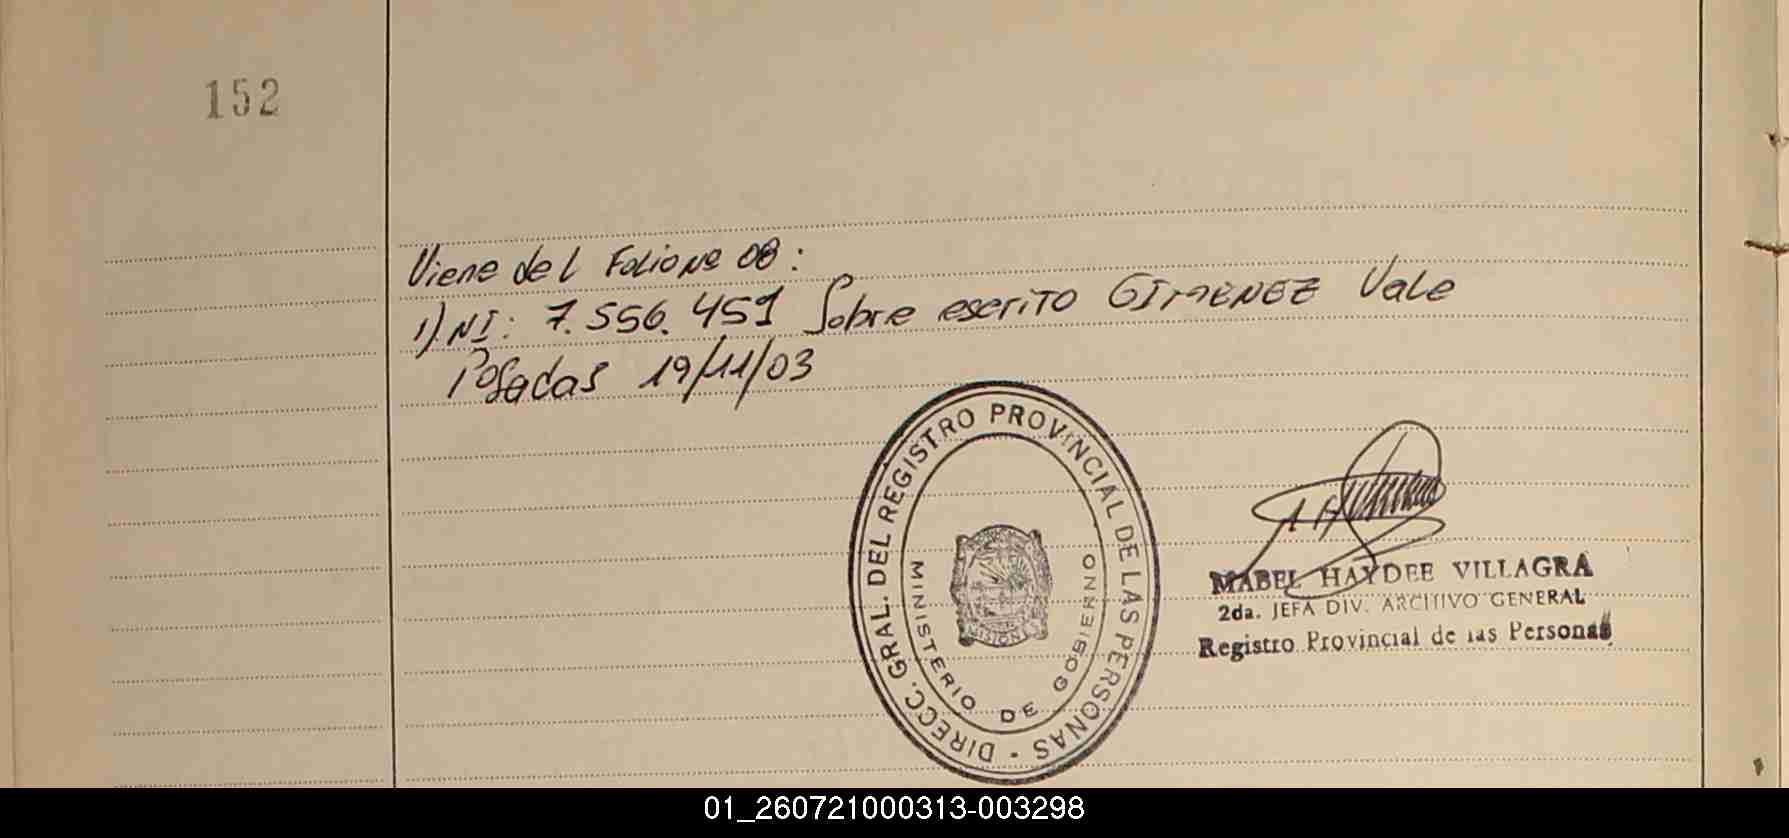 152
Viene del Folio Nº 08:
1) NI: 7.556.451 Sobre escrito GIMENEZ Vale
Posadas 19/11/03
DIRECC. GRAL. DEL REGISTRO PROVINCIAL DE LAS PERSONAS -
MINISTERIO DE GOBIERNO
MISIONES
MABEL HAYDEE VILLAGRA
2da. JEFA DIV. ARCHIVO GENERAL
Registro Provincial de las Personas
01_260721000313-003298